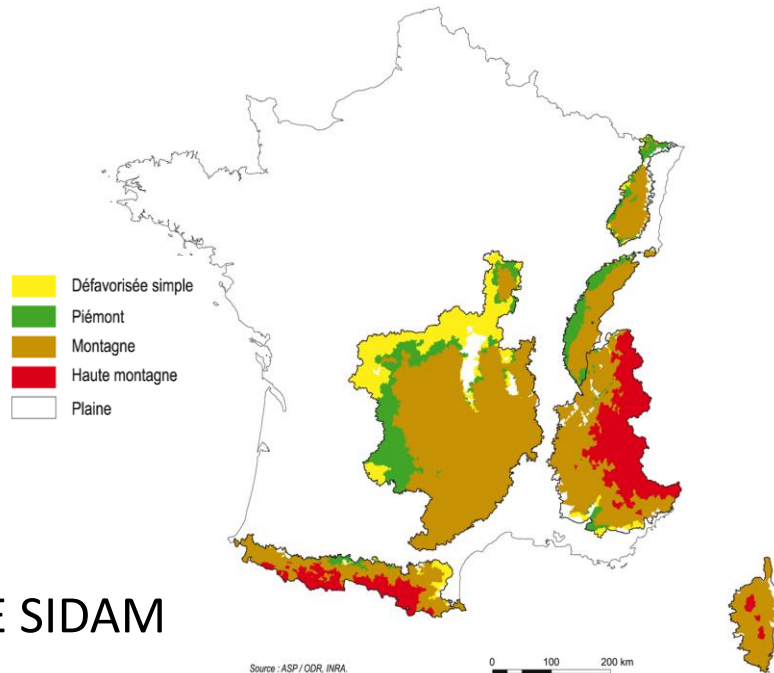 Défavorisée simple
Piémont
Montagne
Haute montagne
Plaine
E SIDAM
Source : ASP / ODR, INRA.
0 100 200 km